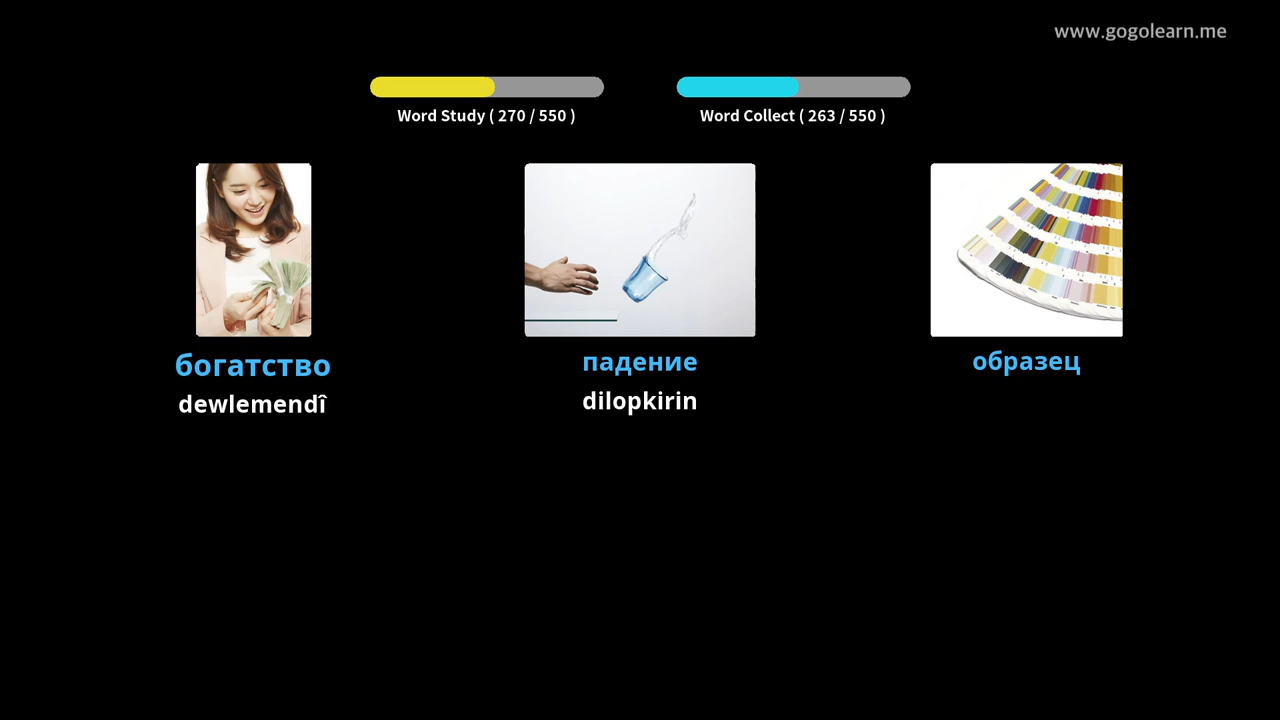 www.gogolearn.me
Word Study ( 270 / 550 )
Word Collect ( 263 / 550 )
богатство
dewlemendî
падение
dilopkirin
образец